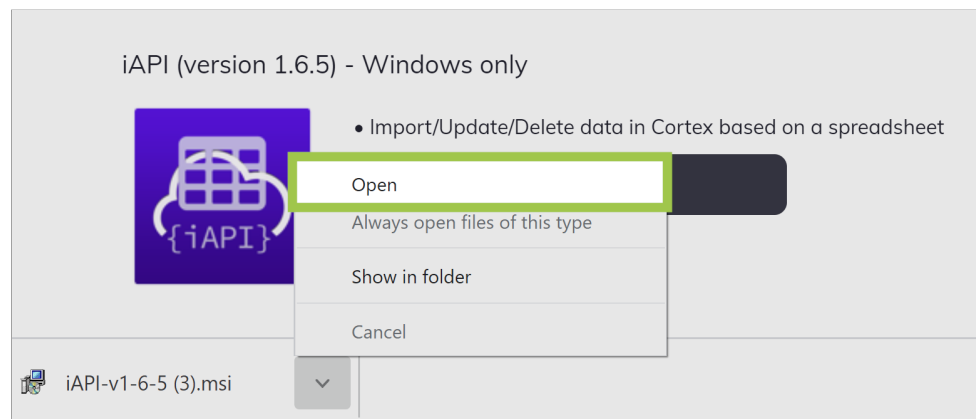 iAPI (version 1.6.5) - Windows only
• Import/Update/Delete data in Cortex based on a spreadsheet
{iAPI}
Open
Always open files of this type
Show in folder
Cancel
iAPI-v1-6-5 (3).msi